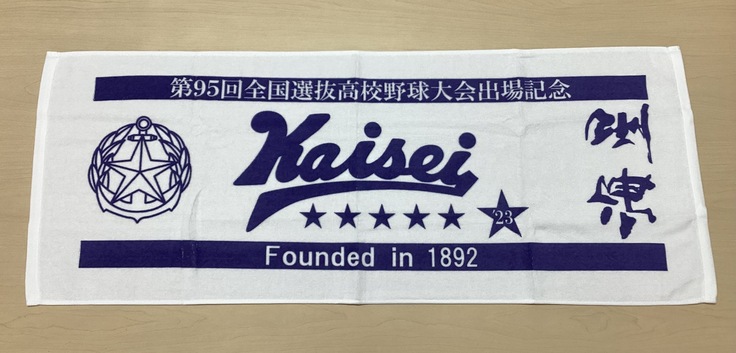 第95回全国選抜高校野球大会出場記念
Kaisei
23
Founded in 1892